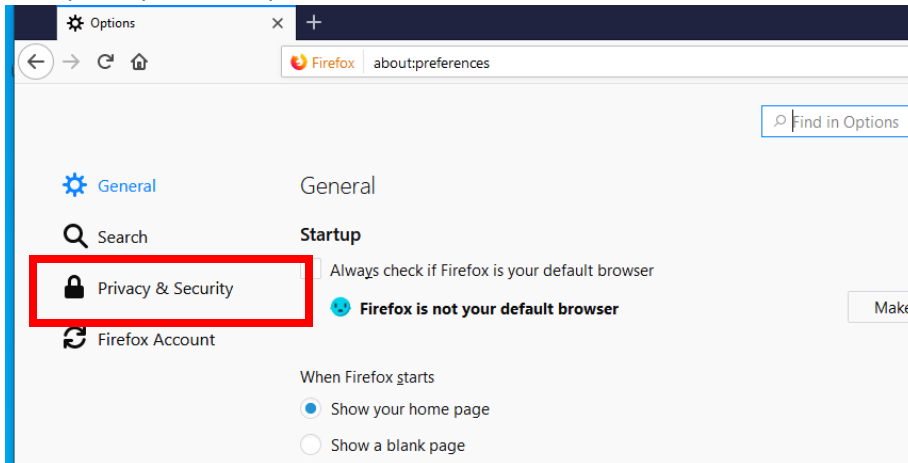 Options
Firefox about:preferences
Find in Options
General
Search
Privacy & Security
Firefox Account
General
Startup
Always check if Firefox is your default browser
Firefox is not your default browser
Make
When Firefox starts
Show your home page
Show a blank page